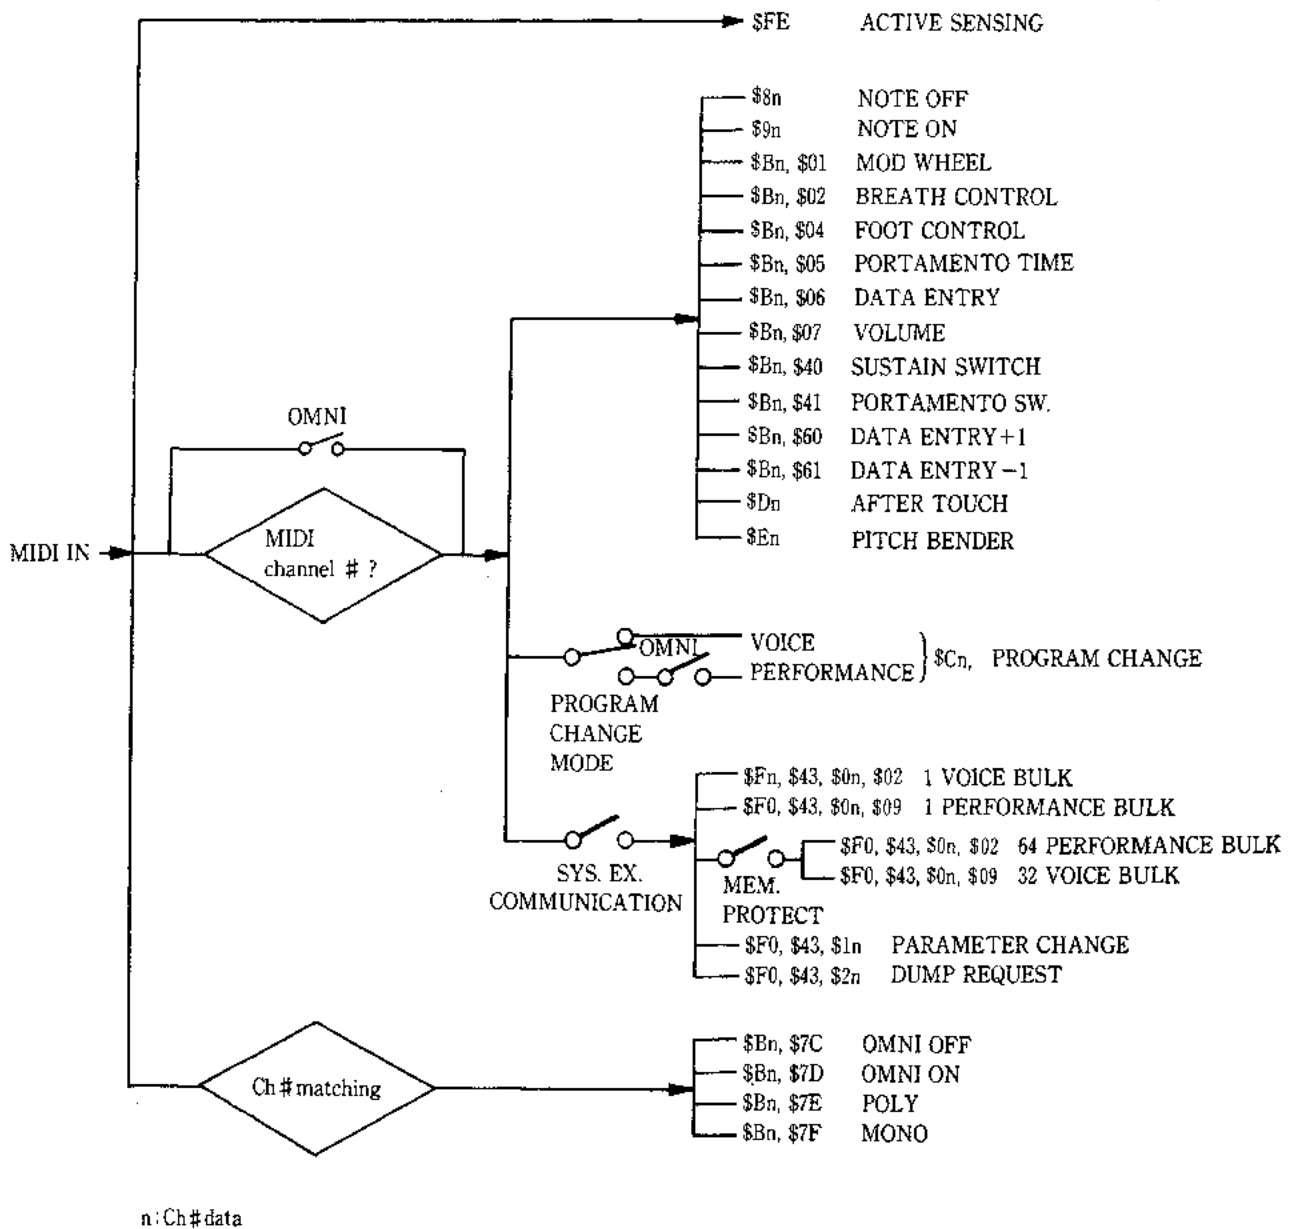 $FE ACTIVE SENSING
$8n NOTE OFF
$9n NOTE ON
$Bn, $01 MOD WHEEL
$Bn, $02 BREATH CONTROL
$Bn, $04 FOOT CONTROL
$Bn, $05 PORTAMENTO TIME
$Bn, $06 DATA ENTRY
$Bn, $07 VOLUME
$Bn, $40 SUSTAIN SWITCH
$Bn, $41 PORTAMENTO SW.
$Bn, $60 DATA ENTRY+1
$Bn, $61 DATA ENTRY−1
$Dn AFTER TOUCH
$En PITCH BENDER
OMNI
MIDI IN
MIDI
channel # ?
OMNI
VOICE
PERFORMANCE
$Cn, PROGRAM CHANGE
PROGRAM
CHANGE
MODE
$Fn, $43, $0n, $02 1 VOICE BULK
$F0, $43, $0n, $09 1 PERFORMANCE BULK
$F0, $43, $0n, $02 64 PERFORMANCE BULK
$F0, $43, $0n, $09 32 VOICE BULK
SYS. EX.
COMMUNICATION
MEM.
PROTECT
$F0, $43, $1n PARAMETER CHANGE
$F0, $43, $2n DUMP REQUEST
Ch#matching
$Bn, $7C OMNI OFF
$Bn, $7D OMNI ON
$Bn, $7E POLY
$Bn, $7F MONO
n:Ch#data